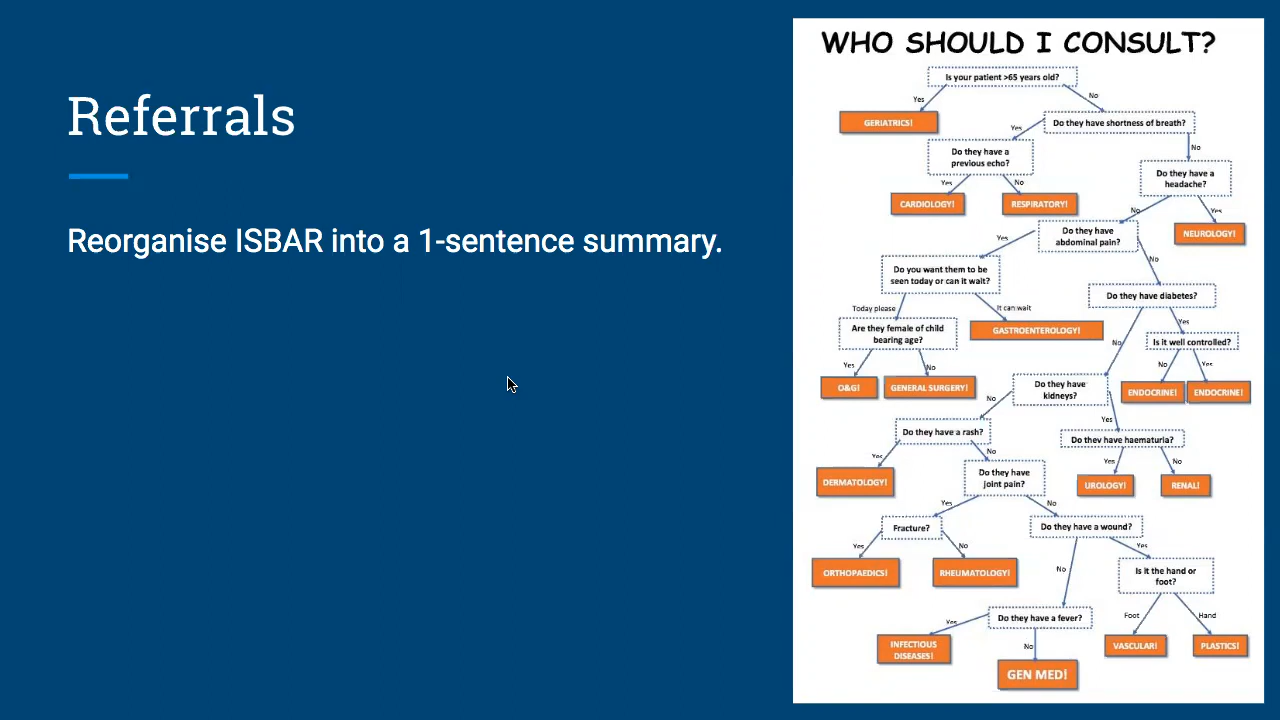 Referrals
Reorganise ISBAR into a 1-sentence summary.
WHO SHOULD I CONSULT?
Is your patient >65 years old?
Yes
No
GERIATRICS!
Do they have shortness of breath?
Yes
No
Do they have a
previous echo?
Do they have a
headache?
Yes
No
No
Yes
CARDIOLOGY!
RESPIRATORY!
Do they have
abdominal pain?
NEUROLOGY!
Yes
No
Do you want them to be
seen today or can it wait?
Do they have diabetes?
Today please
It can wait
Yes
Are they female of child
bearing age?
GASTROENTEROLOGY!
No
Is it well controlled?
Yes
No
No
Yes
O&G!
GENERAL SURGERY!
Do they have
kidneys?
ENDOCRINE!
ENDOCRINE!
No
Yes
Do they have a rash?
Do they have haematuria?
Yes
No
Yes
No
DERMATOLOGY!
Do they have
joint pain?
UROLOGY!
RENAL!
Yes
No
Fracture?
Do they have a wound?
Yes
No
No
Yes
ORTHOPAEDICS!
RHEUMATOLOGY!
Is it the hand or
foot?
Do they have a fever?
Foot
Hand
Yes
No
INFECTIOUS
DISEASES!
VASCULAR!
PLASTICS!
GEN MED!